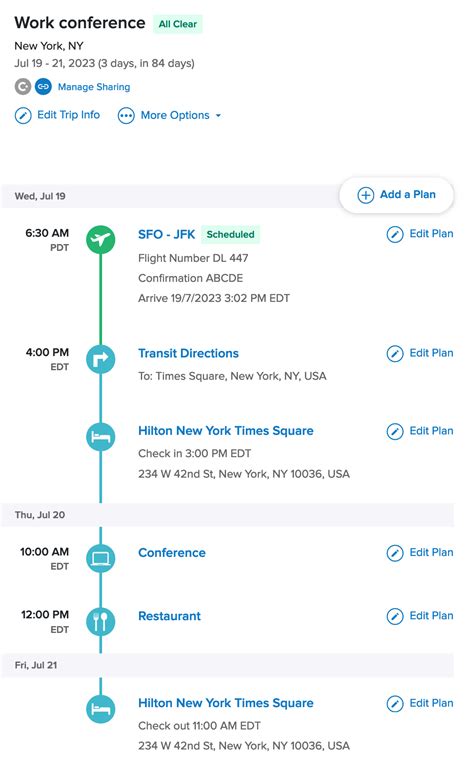 Work conference All Clear
New York, NY
Jul 19 - 21, 2023 (3 days, in 84 days)
Manage Sharing
Edit Trip Info More Options
Wed, Jul 19 Add a Plan
6:30 AM SFO - JFK Scheduled Edit Plan
PDT
Flight Number DL 447
Confirmation ABCDE
Arrive 19/7/2023 3:02 PM EDT
4:00 PM Transit Directions Edit Plan
EDT
To: Times Square, New York, NY, USA
Hilton New York Times Square Edit Plan
Check in 3:00 PM EDT
234 W 42nd St, New York, NY 10036, USA
Thu, Jul 20
10:00 AM Conference Edit Plan
EDT
12:00 PM Restaurant Edit Plan
EDT
Fri, Jul 21
Hilton New York Times Square Edit Plan
Check out 11:00 AM EDT
234 W 42nd St, New York, NY 10036, USA